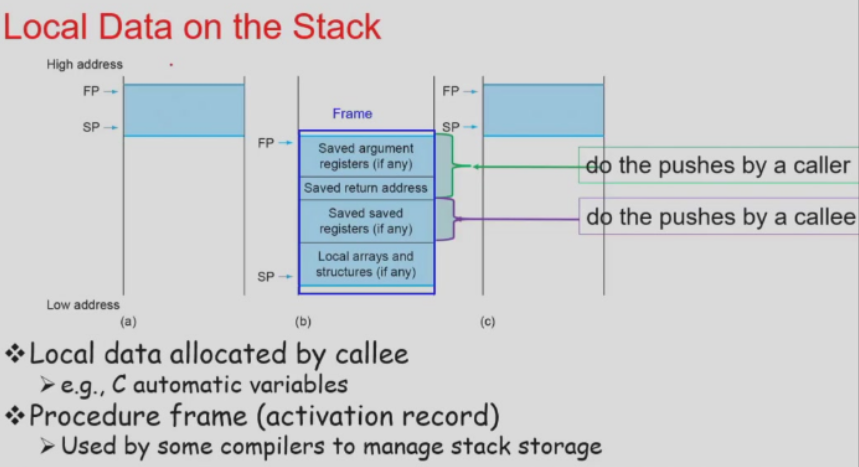 Local Data on the Stack
High address
FP
SP
Frame
FP
Saved argument
registers (if any)
Saved return address
Saved saved
registers (if any)
Local arrays and
structures (if any)
SP
FP
SP
do the pushes by a caller
do the pushes by a callee
Low address
(a)
(b)
(c)
❖Local data allocated by callee
➢e.g., C automatic variables
❖Procedure frame (activation record)
➢Used by some compilers to manage stack storage